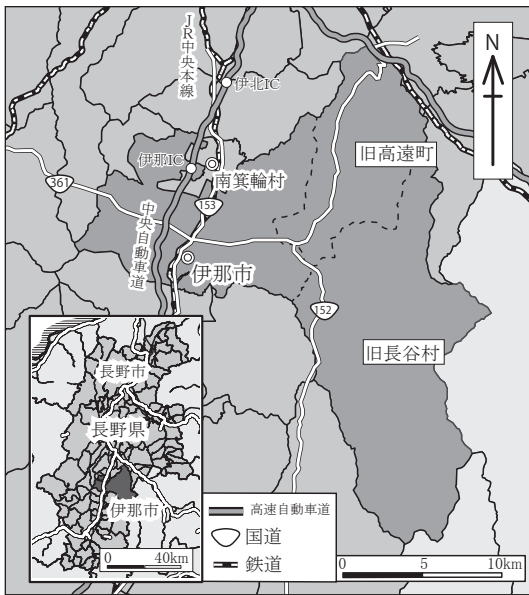 N
JR中央本線
伊北IC
旧高遠町
伊那IC
南箕輪村
361
153
中央自動車道
伊那市
152
旧長谷村
長野市
長野県
伊那市
0 40km
高速自動車道
国道
鉄道
0 5 10km